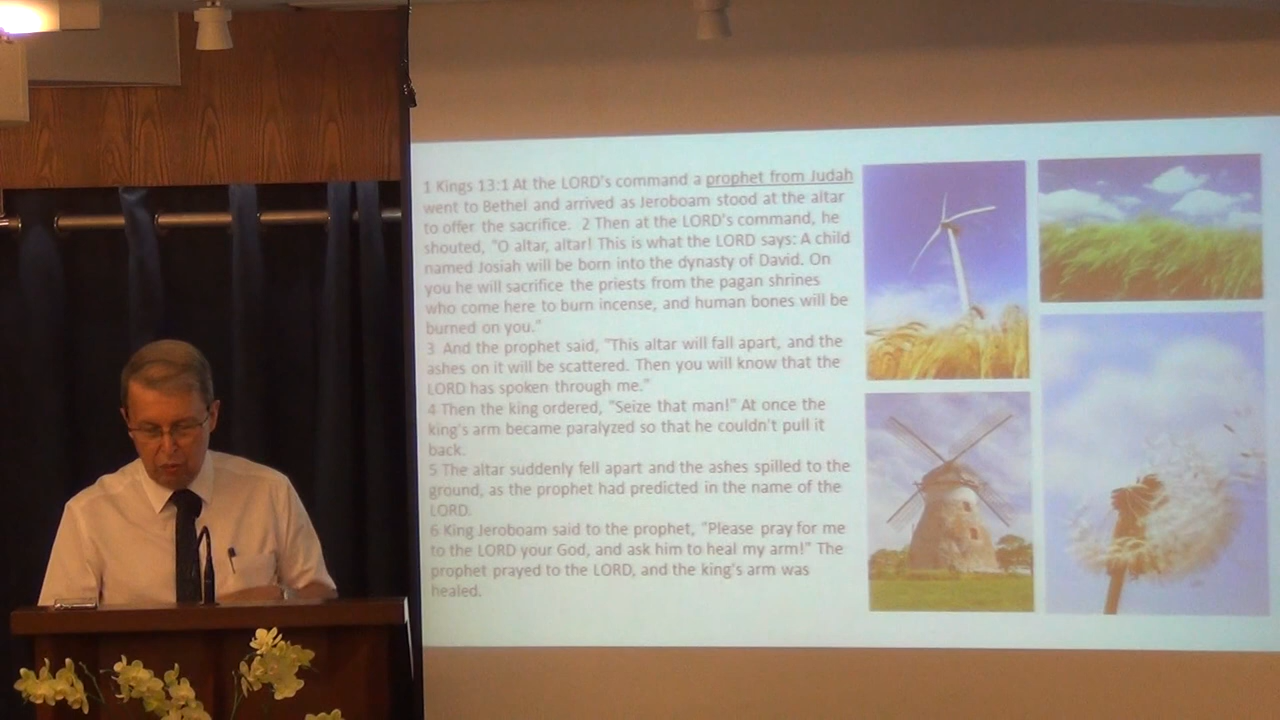 1 Kings 13:1 At the LORD's command a prophet from Judah
went to Bethel and arrived as Jeroboam stood at the altar
to offer the sacrifice. 2 Then at the LORD's command, he
shouted, "O altar, altar! This is what the LORD says: A child
named Josiah will be born into the dynasty of David. On
you he will sacrifice the priests from the pagan shrines
who come here to burn incense, and human bones will be
burned on you."
3 And the prophet said, "This altar will fall apart, and the
ashes on it will be scattered. Then you will know that the
LORD has spoken through me."
4 Then the king ordered, "Seize that man!" At once the
king's arm became paralyzed so that he couldn't pull it
back.
5 The altar suddenly fell apart and the ashes spilled to the
ground, as the prophet had predicted in the name of the
LORD.
6 King Jeroboam said to the prophet, "Please pray for me
to the LORD your God, and ask him to heal my arm!" The
prophet prayed to the LORD, and the king's arm was
healed.